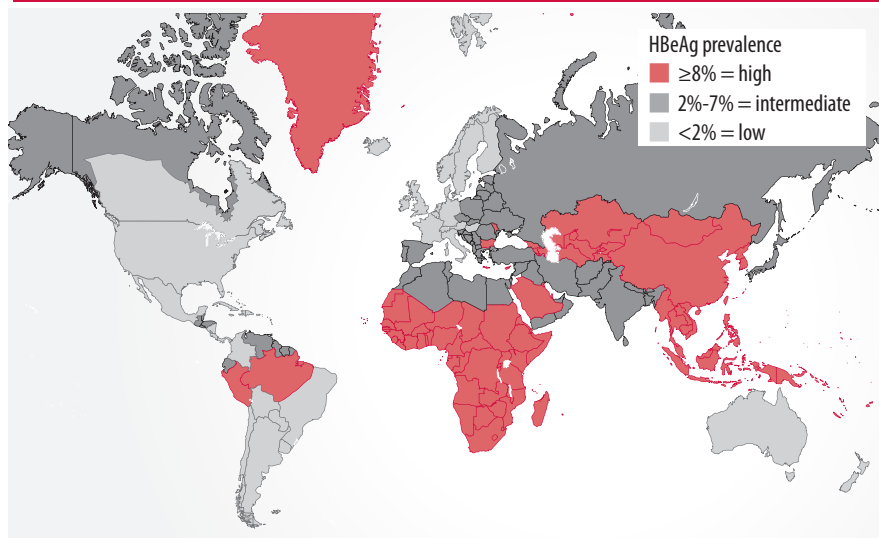 HBeAg prevalence
≥8% = high
2%-7% = intermediate
<2% = low